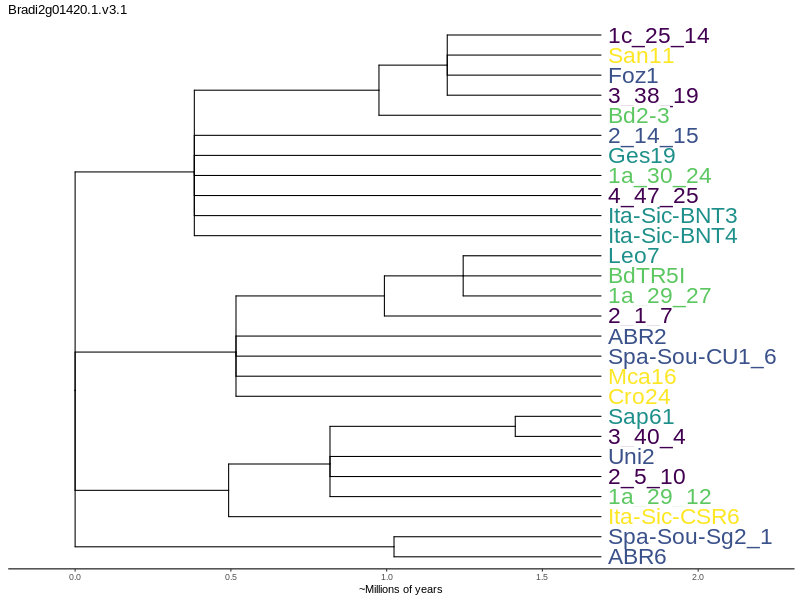 Bradi2g01420.1.v3.1
1c_25_14
San11
Foz1
3_38_19
Bd2-3
2_14_15
Ges19
1a_30_24
4_47_25
Ita-Sic-BNT3
Ita-Sic-BNT4
Leo7
BdTR5I
1a_29_27
2_1_7
ABR2
Spa-Sou-CU1_6
Mca16
Cro24
Sap61
3_40_4
Uni2
2_5_10
1a_29_12
Ita-Sic-CSR6
Spa-Sou-Sg2_1
ABR6
0.0 0.5 1.0 1.5 2.0
~Millions of years